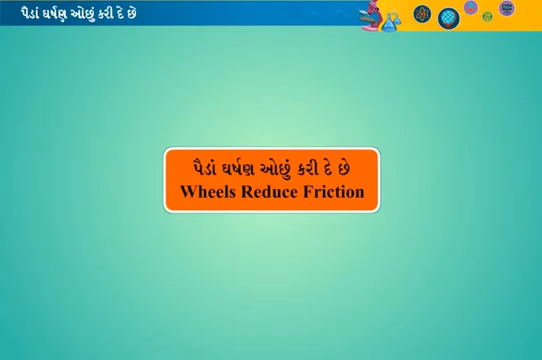 પૈડાં ઘર્ષણ ઓછું કરી દે છે
પૈડાં ઘર્ષણ ઓછું કરી દે છે
Wheels Reduce Friction